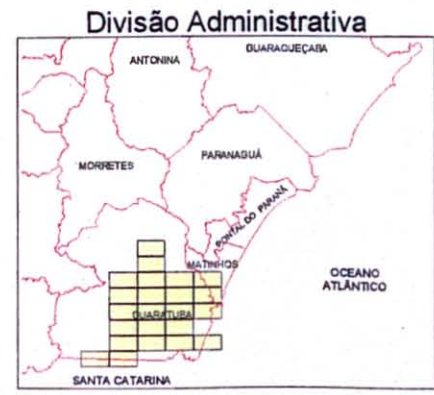 Divisão Administrativa
GUARAQUEÇABA
ANTONINA
PARANAGUÁ
MORRETES
PONTAL DO PARANÁ
MATINHOS
OCEANO
ATLÂNTICO
GUARATUBA
SANTA CATARINA